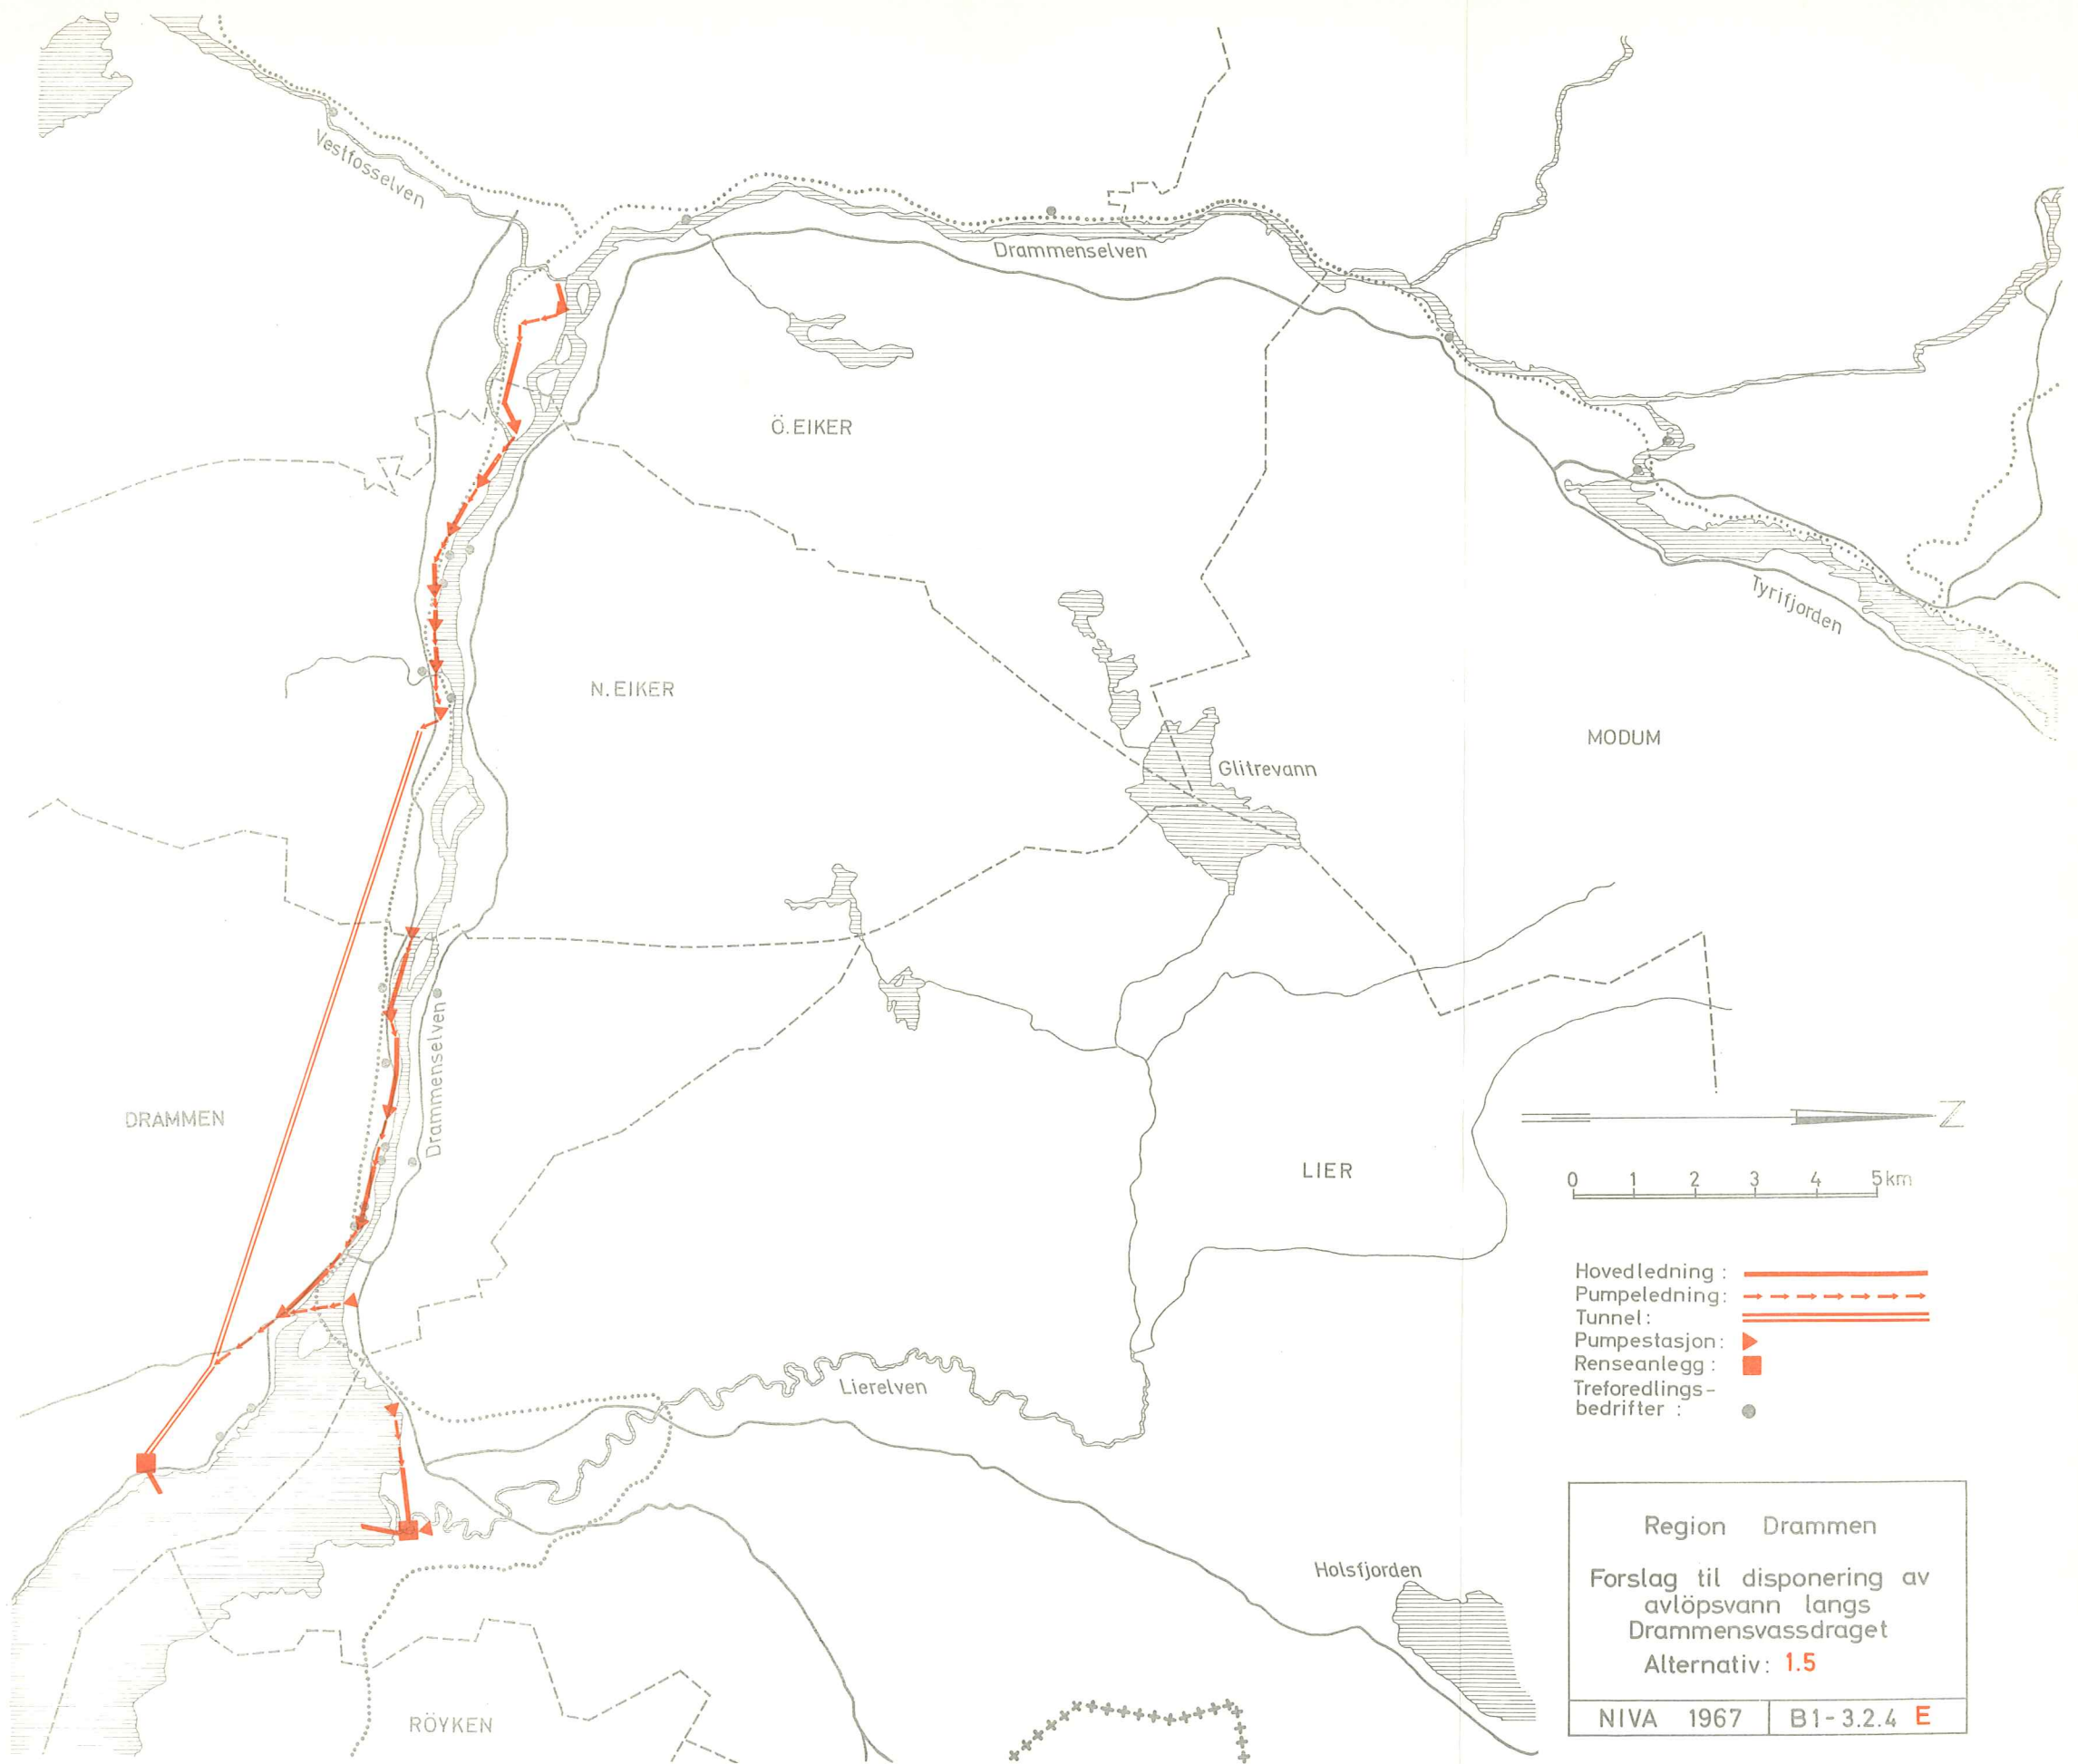 Vestfosselven
Drammenselven
Ö.EIKER
Tyrifjorden
N.EIKER
MODUM
Glitrevann
Drammenselven
DRAMMEN
N
LIER
0 1 2 3 4 5 km
Hovedledning :
Pumpeledning:
Tunnel :
Pumpestasjon :
Renseanlegg :
Treforedlings-
bedrifter :
Lierelven
Holsfjorden
RÖYKEN
Region Drammen
Forslag til disponering av
avlöpsvann langs
Drammensvassdraget
Alternativ: 1.5
NIVA 1967 B1-3.2.4 E